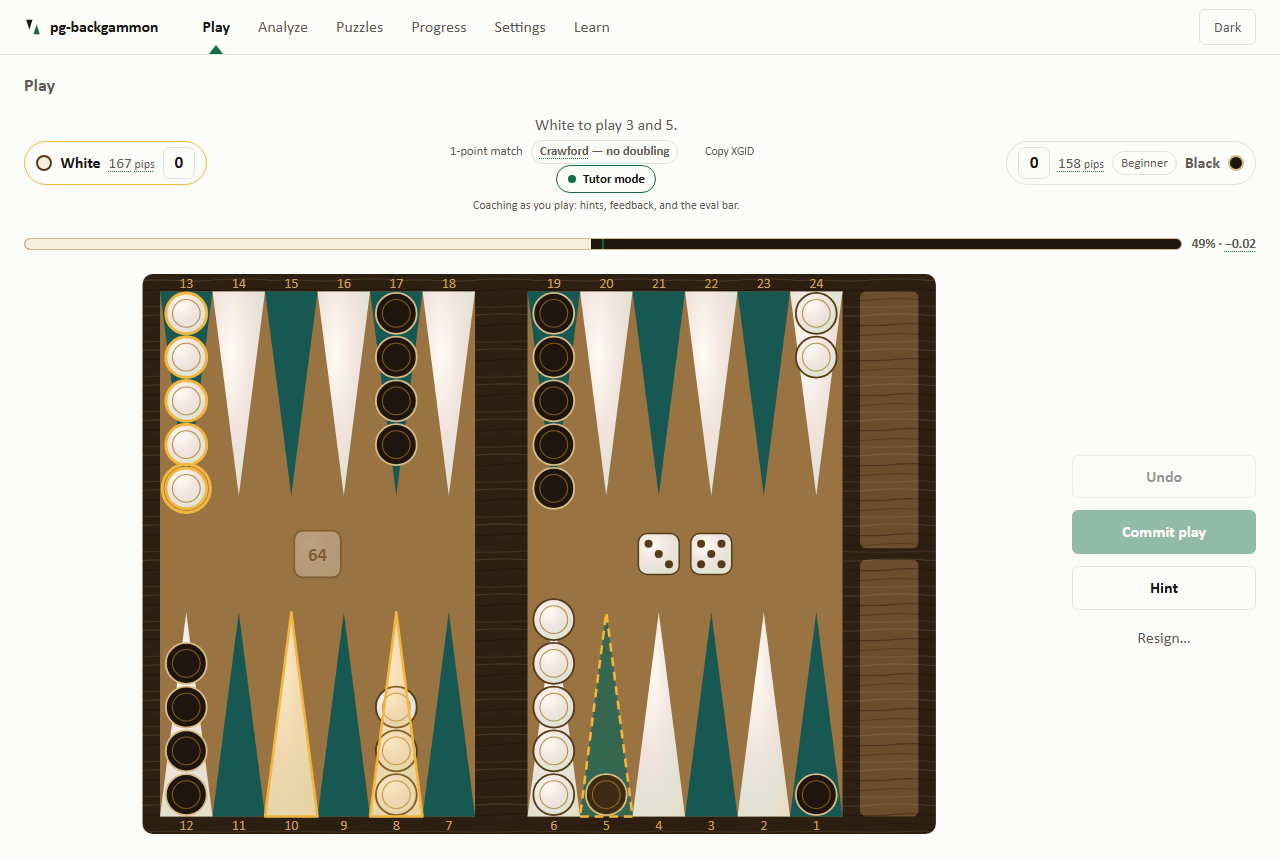 pg-backgammon Play Analyze Puzzles Progress Settings Learn Dark
Play
White to play 3 and 5.
1-point match Crawford — no doubling Copy XGID
Tutor mode
Coaching as you play: hints, feedback, and the eval bar.
White 167 pips 0
0 158 pips Beginner Black
49% · −0.02
13 14 15 16 17 18 19 20 21 22 23 24
64
12 11 10 9 8 7 6 5 4 3 2 1
Undo
Commit play
Hint
Resign...